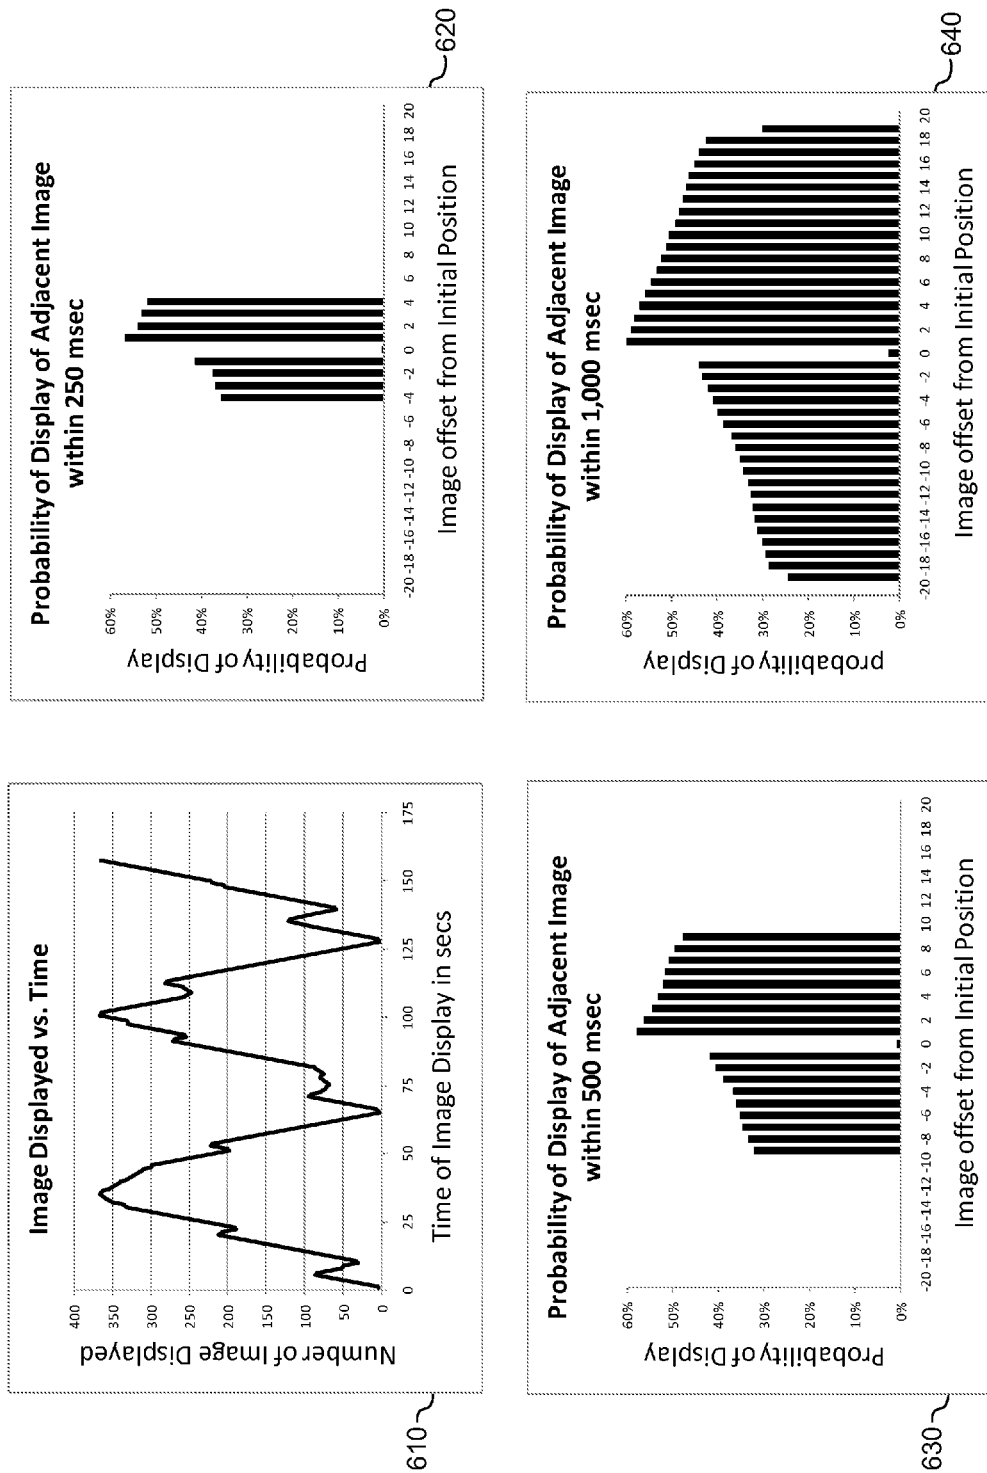 610
Image Displayed vs. Time
Number of Image Displayed
400
350
300
250
200
150
100
50
0
0 25 50 75 100 125 150 175
Time of Image Display in secs
620
Probability of Display of Adjacent Image
within 250 msec
Probability of Display
60%
50%
40%
30%
20%
10%
0%
-20 -18 -16 -14 -12 -10 -8 -6 -4 -2 0 2 4 6 8 10 12 14 16 18 20
Image offset from Initial Position
630
Probability of Display of Adjacent Image
within 500 msec
Probability of Display
60%
50%
40%
30%
20%
10%
0%
-20 -18 -16 -14 -12 -10 -8 -6 -4 -2 0 2 4 6 8 10 12 14 16 18 20
Image offset from Initial Position
640
Probability of Display of Adjacent Image
within 1,000 msec
probability of Display
60%
50%
40%
30%
20%
10%
0%
-20 -18 -16 -14 -12 -10 -8 -6 -4 -2 0 2 4 6 8 10 12 14 16 18 20
Image offset from Initial Position